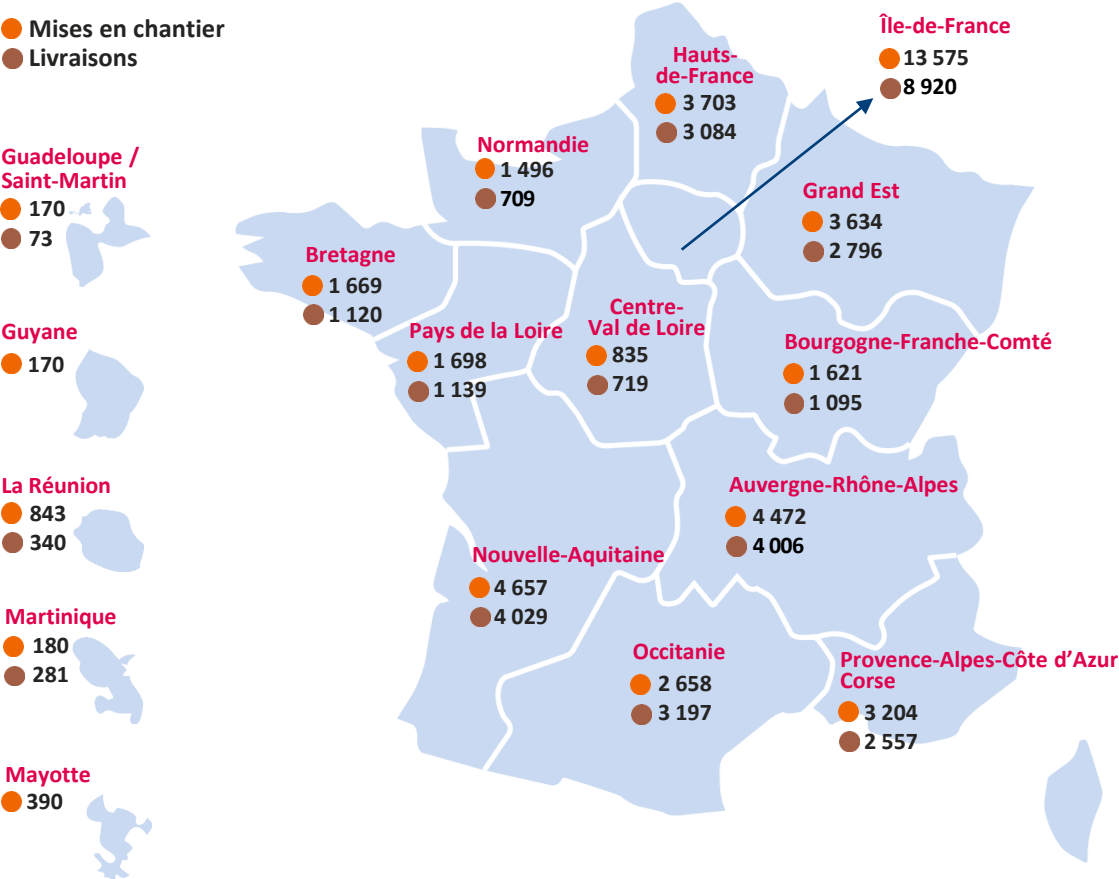 Mises en chantier
Livraisons
Île-de-France
13 575
8 920
Hauts-
de-France
3 703
3 084
Normandie
1 496
709
Guadeloupe /
Saint-Martin
170
73
Grand Est
3 634
2 796
Bretagne
1 669
1 120
Centre-
Val de Loire
835
719
Pays de la Loire
1 698
1 139
Guyane
170
Bourgogne-Franche-Comté
1 621
1 095
La Réunion
843
340
Auvergne-Rhône-Alpes
4 472
4 006
Nouvelle-Aquitaine
4 657
4 029
Martinique
180
281
Occitanie
2 658
3 197
Provence-Alpes-Côte d’Azur
Corse
3 204
2 557
Mayotte
390